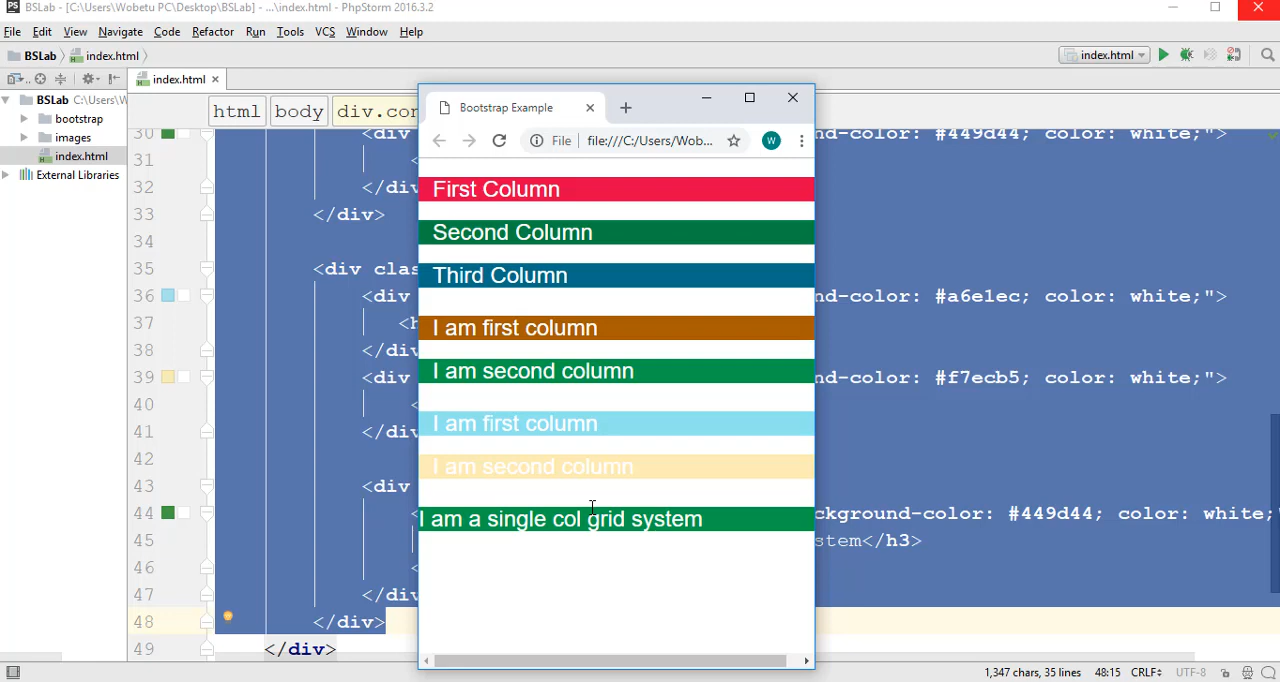 BSLab - [C:\Users\Wobetu PC\Desktop\BSLab] - ...\index.html - PhpStorm 2016.3.2
File Edit View Navigate Code Refactor Run Tools VCS Window Help
BSLab index.html index.html
index.html
BSLab C:\Users\W
bootstrap
images
index.html
External Libraries
html body div.con
30 <div
31 <
32 </div
33 </div>
34
35 <div clas
36 <div
37 <h
38 </div
39 <div
40 <
41 </div
42
43 <div
44 <
45
46 <
47 </div
48 </div>
49 </div>
nd-color: #449d44; color: white;">
nd-color: #a6e1ec; color: white;">
nd-color: #f7ecb5; color: white;">
ckground-color: #449d44; color: white;
stem</h3>
Bootstrap Example
File file:///C:/Users/Wob... W
First Column
Second Column
Third Column
I am first column
I am second column
I am first column
I am second column
I am a single col grid system
1,347 chars, 35 lines 48:15 CRLF UTF-8